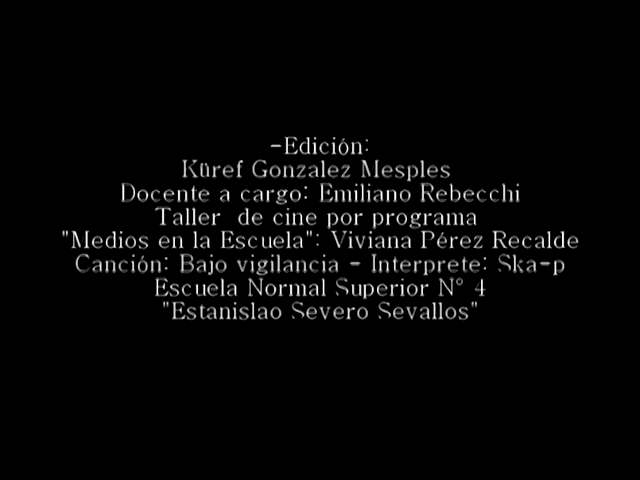 -Edición:
Küref Gonzalez Mesples
Docente a cargo: Emiliano Rebecchi
Taller de cine por programa
"Medios en la Escuela": Viviana Pérez Recalde
Canción: Bajo vigilancia - Interprete: Ska-p
Escuela Normal Superior N° 4
"Estanislao Severo Sevallos"